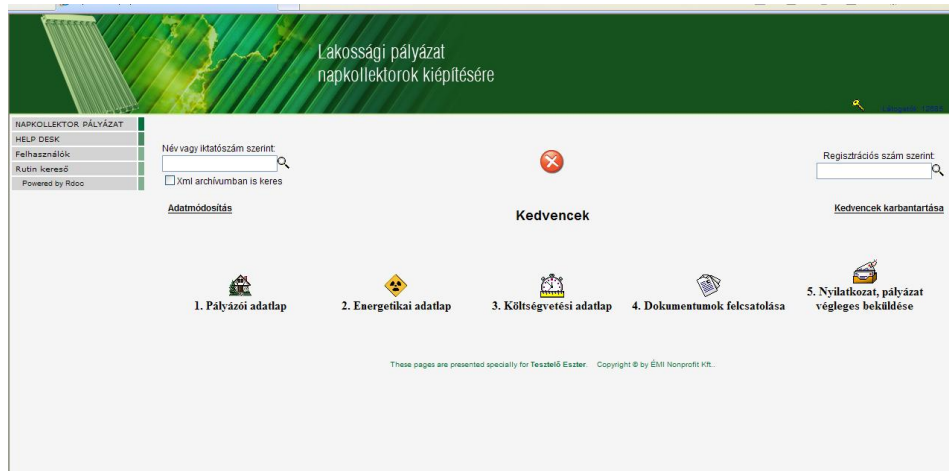 Lakossági pályázat
napkollektorok kiépítésére
NAPKOLLEKTOR PÁLYÁZAT
HELP DESK
Felhasználók
Rutin kereső
Powered by Rdoc
Név vagy iktatószám szerint:
Xml archívumban is keres
Regisztrációs szám szerint:
Adatmódosítás
Kedvencek
Kedvencek karbantartása
1. Pályázói adatlap
2. Energetikai adatlap
3. Költségvetési adatlap
4. Dokumentumok felcsatolása
5. Nyilatkozat, pályázat
végleges beküldése
These pages are presented specially for Tesztelő Eszter. Copyright © by ÉMI Nonprofit Kft..